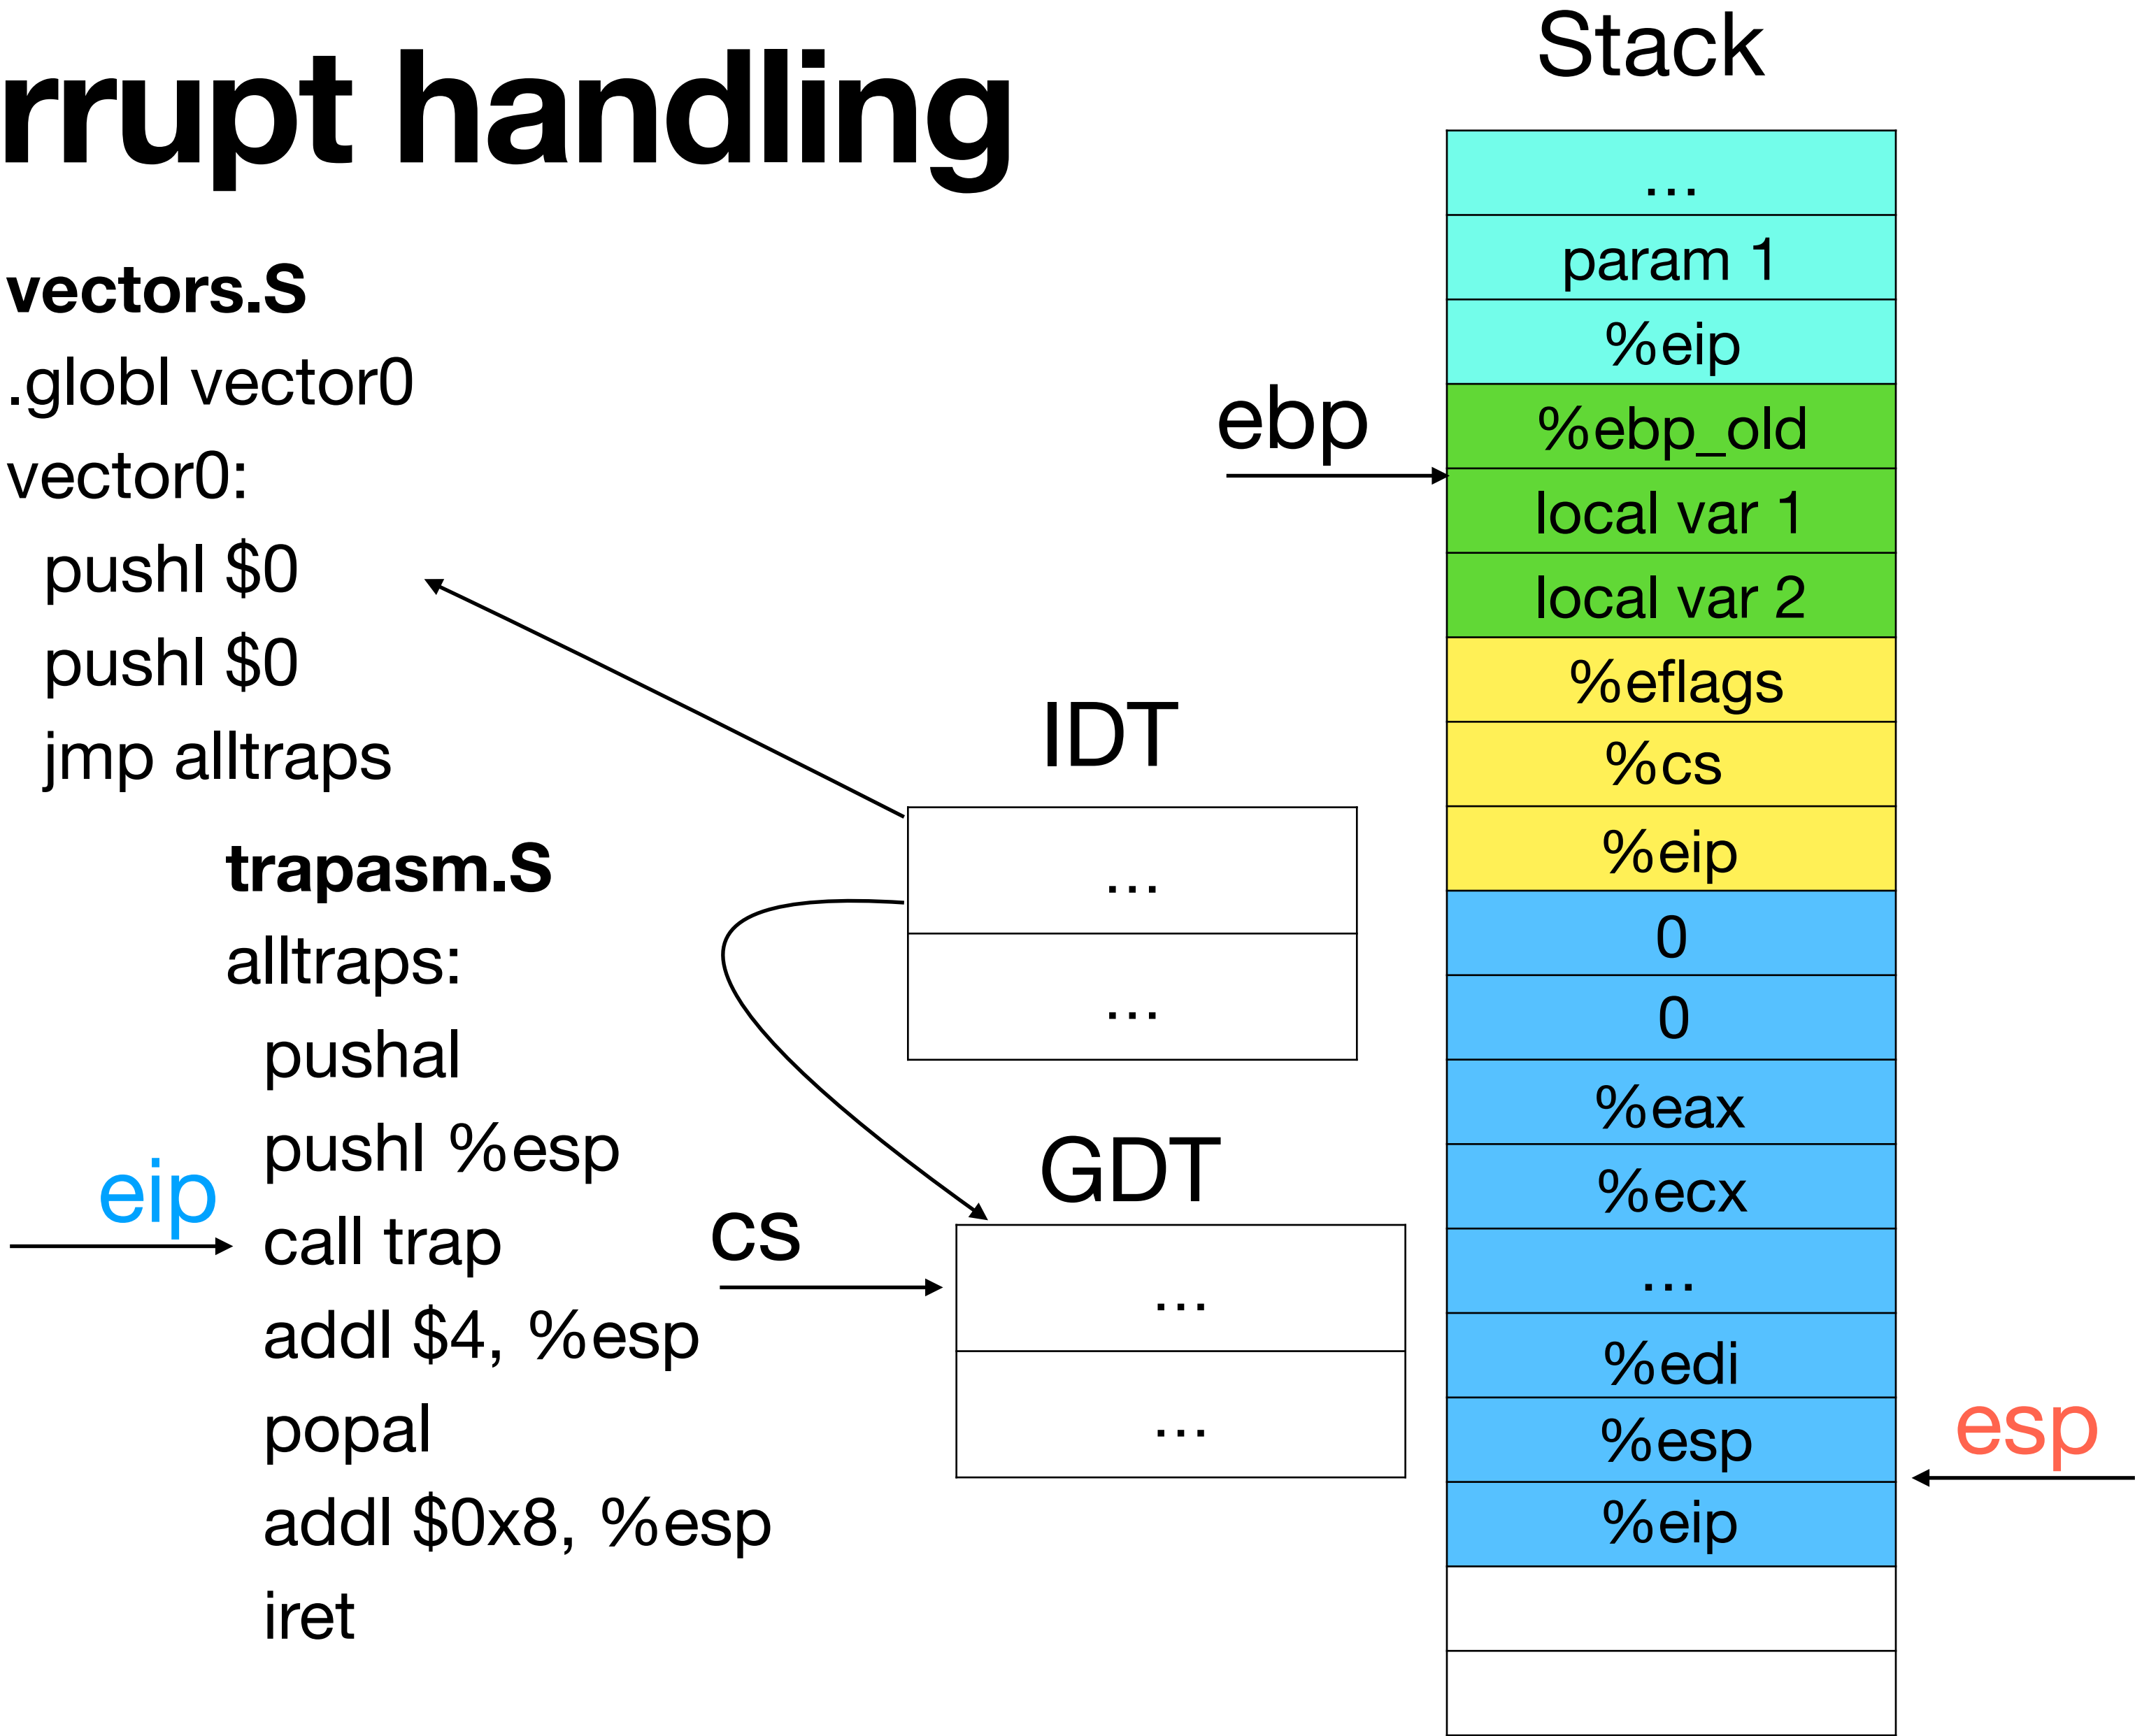 rrupt handling
vectors.S
.globl vector0
vector0:
pushl $0
pushl $0
jmp alltraps
trapasm.S
alltraps:
pushal
pushl %esp
eip
call trap
addl $4, %esp
popal
addl $0x8, %esp
iret
IDT
...
...
GDT
cs
...
...
Stack
...
param 1
%eip
ebp
%ebp_old
local var 1
local var 2
%eflags
%cs
%eip
0
0
%eax
%ecx
...
%edi
%esp
esp
%eip